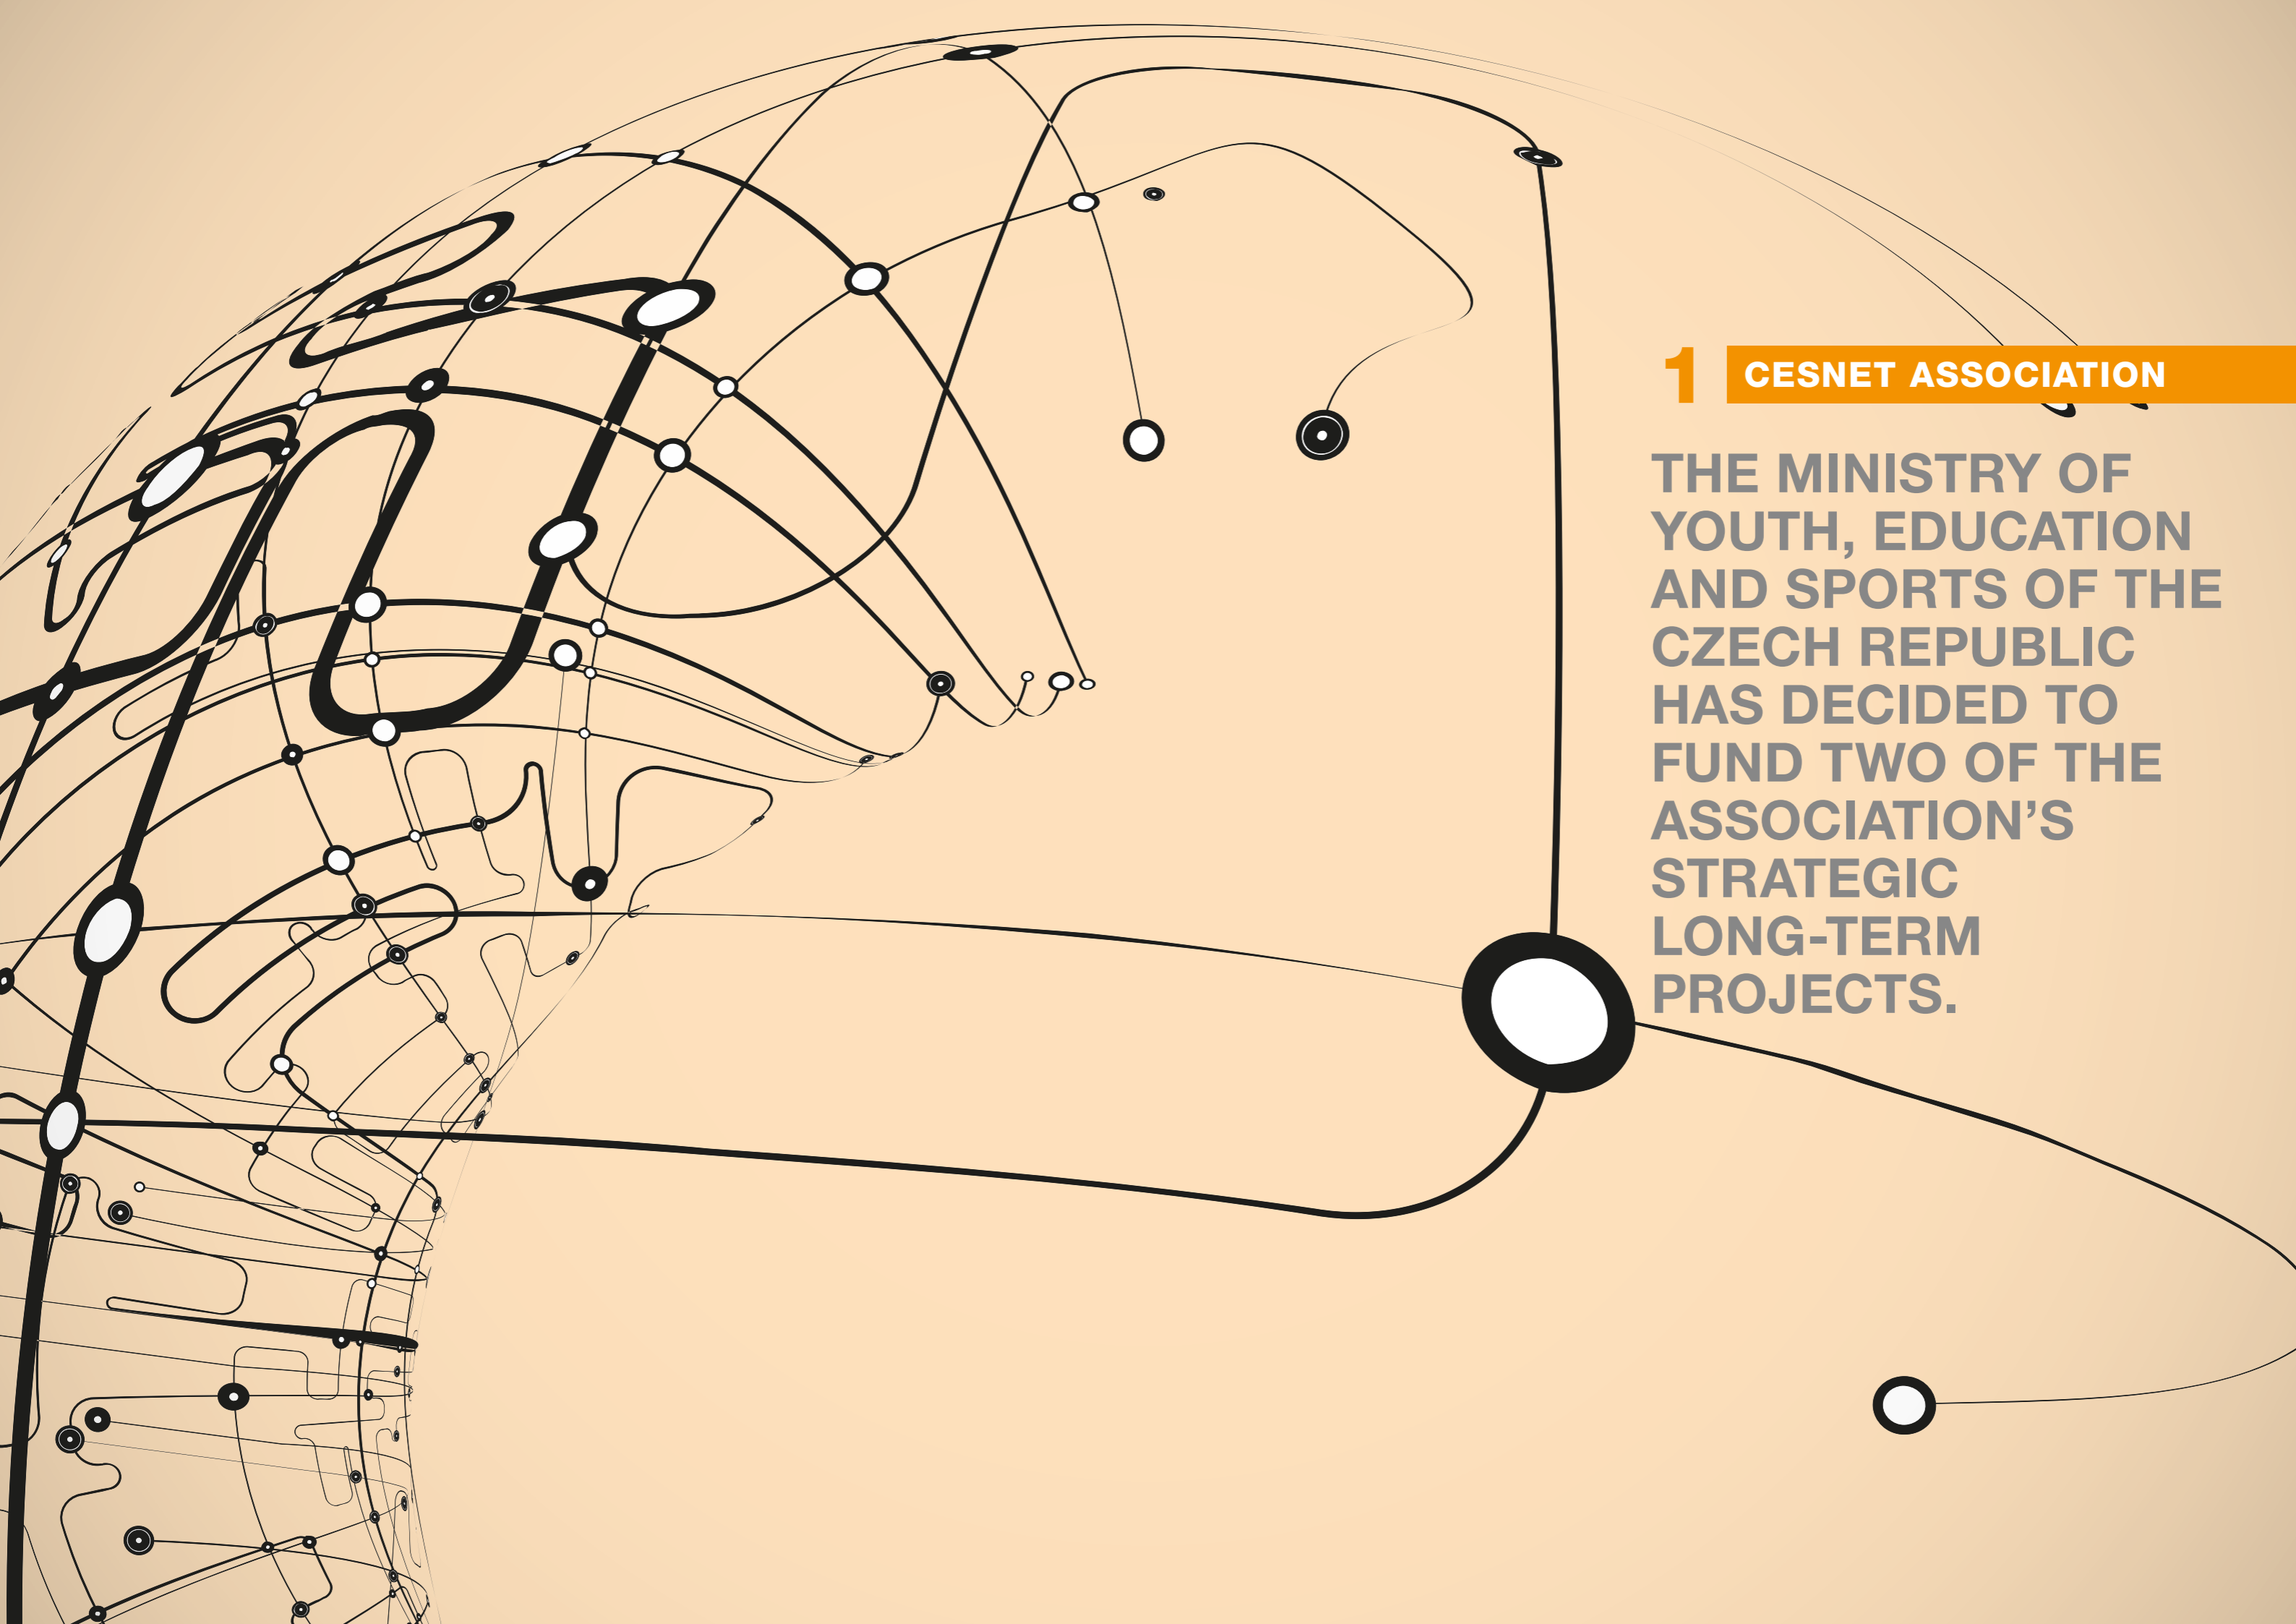 1 CESNET ASSOCIATION
THE MINISTRY OF
YOUTH, EDUCATION
AND SPORTS OF THE
CZECH REPUBLIC
HAS DECIDED TO
FUND TWO OF THE
ASSOCIATION’S
STRATEGIC
LONG-TERM
PROJECTS.